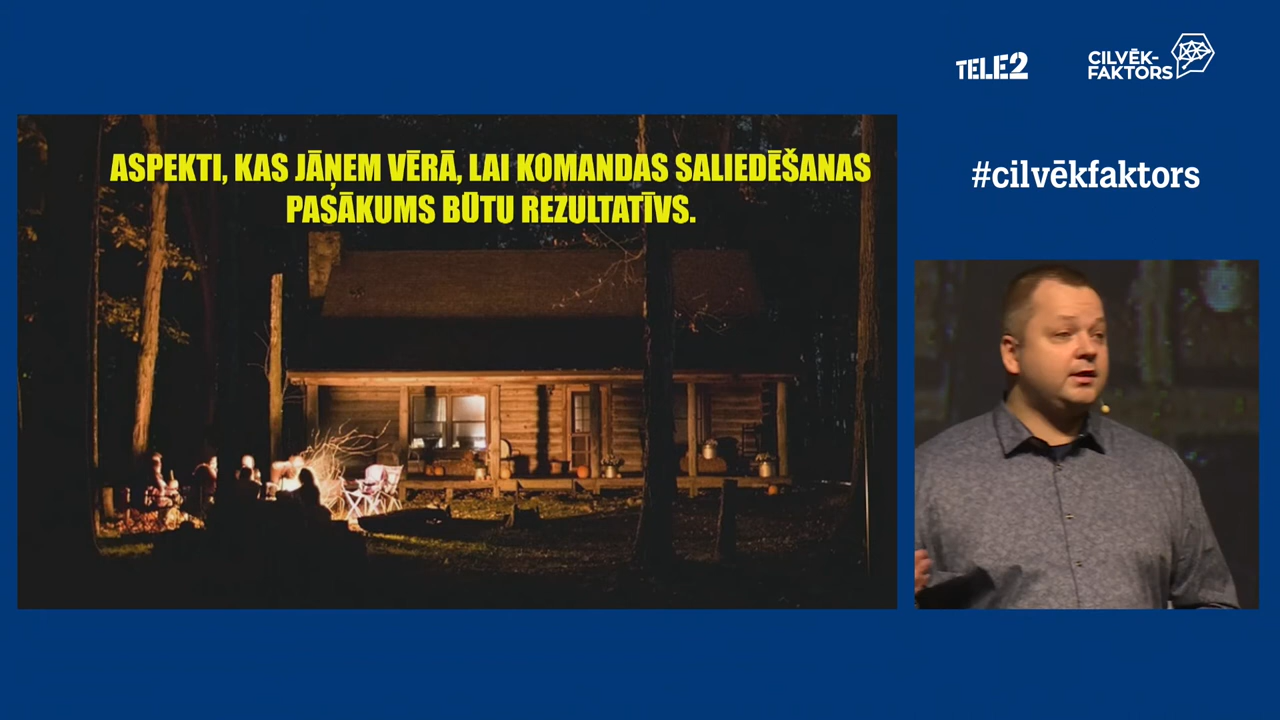 TELE2
CILVĒK-
FAKTORS
#cilvēkfaktors
ASPEKTI, KAS JĀŅEM VĒRĀ, LAI KOMANDAS SALIEDĒŠANAS
PASĀKUMS BŪTU REZULTATĪVS.